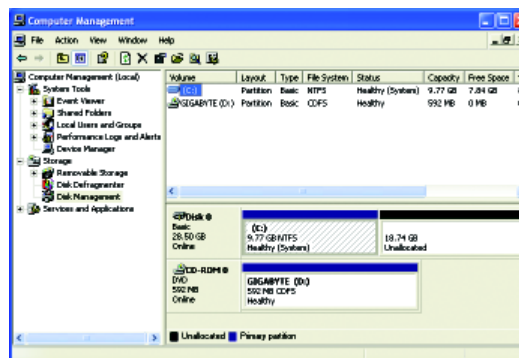 Computer Management
File Action View Window Help
Computer Management (Local)
System Tools
Event Viewer
Shared Folders
Local Users and Groups
Performance Logs and Alerts
Device Manager
Storage
Removable Storage
Disk Defragmenter
Disk Management
Services and Applications
Volume Layout Type File System Status Capacity Free Space
(C:) Partition Basic NTFS Healthy (System) 9.77 GB 7.84 GB
GIGABYTE (D:) Partition Basic CDFS Healthy 592 MB 0 MB
Disk 0
Basic
28.50 GB
Online
(C:)
9.77 GB NTFS
Healthy (System)
18.74 GB
Unallocated
CD-ROM 0
DVD
592 MB
Online
GIGABYTE (D:)
592 MB CDFS
Healthy
Unallocated Primary partition